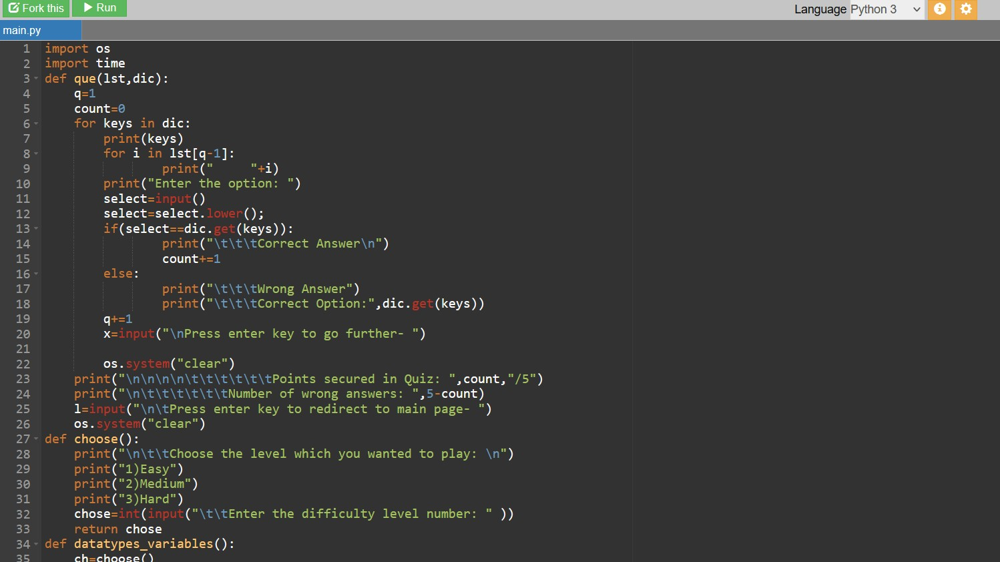 Fork this Run Language Python 3
main.py
1 import os
2 import time
3 def que(lst,dic):
4     q=1
5     count=0
6     for keys in dic:
7         print(keys)
8         for i in lst[q-1]:
9                 print("     "+i)
10         print("Enter the option: ")
11         select=input()
12         select=select.lower();
13         if(select==dic.get(keys)):
14                 print("\t\t\tCorrect Answer\n")
15                 count+=1
16         else:
17                 print("\t\t\tWrong Answer")
18                 print("\t\t\tCorrect Option:",dic.get(keys))
19         q+=1
20         x=input("\nPress enter key to go further- ")
21
22         os.system("clear")
23     print("\n\n\n\n\t\t\t\t\t\tPoints secured in Quiz: ",count,"/5")
24     print("\n\t\t\t\t\t\tNumber of wrong answers: ",5-count)
25     l=input("\n\tPress enter key to redirect to main page- ")
26     os.system("clear")
27 def choose():
28     print("\n\t\tChoose the level which you wanted to play: \n")
29     print("1)Easy")
30     print("2)Medium")
31     print("3)Hard")
32     chose=int(input("\t\tEnter the difficulty level number: " ))
33     return chose
34 def datatypes_variables():
35     ch=choose()